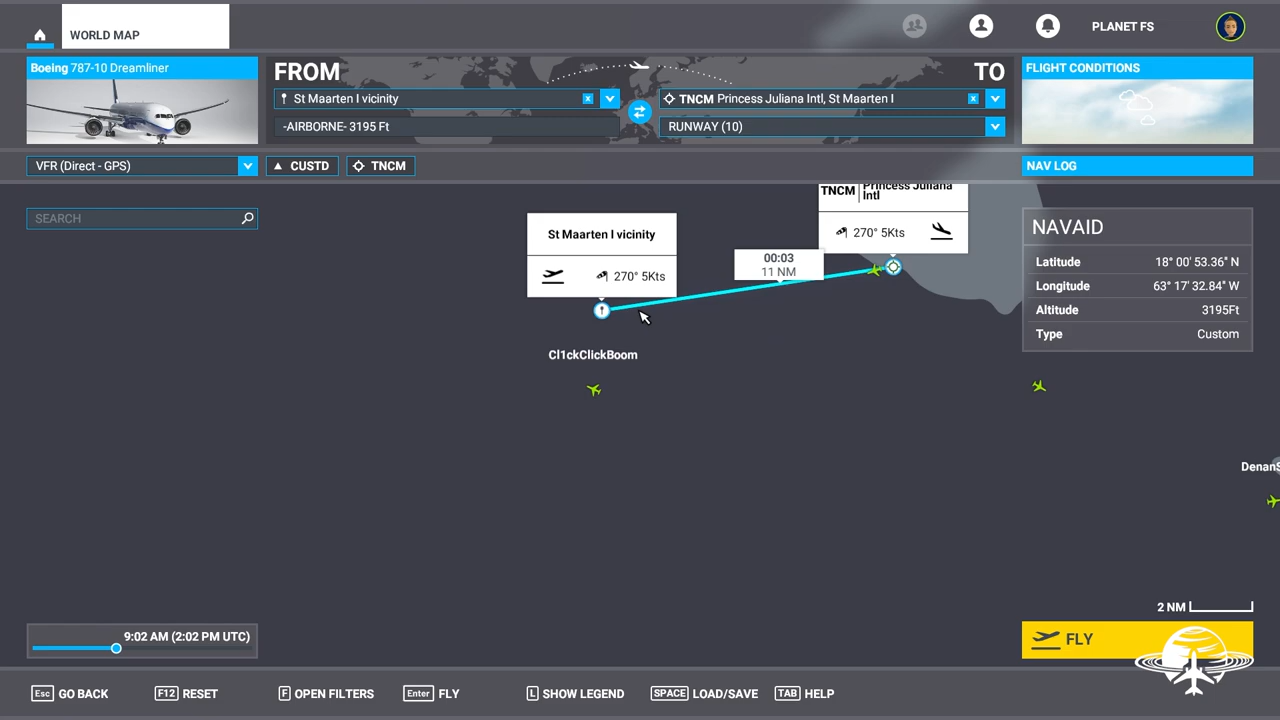 WORLD MAP
PLANET FS
Boeing 787-10 Dreamliner
FROM
TO
St Maarten I vicinity
x
TNCM Princess Juliana Intl, St Maarten I
x
-AIRBORNE- 3195 Ft
RUNWAY (10)
FLIGHT CONDITIONS
VFR (Direct - GPS)
CUSTD
TNCM
NAV LOG
SEARCH
St Maarten I vicinity
270° 5Kts
00:03
11 NM
TNCM
Princess Juliana
Intl
270° 5Kts
Cl1ckClickBoom
NAVAID
Latitude 18° 00' 53.36" N
Longitude 63° 17' 32.84" W
Altitude 3195Ft
Type Custom
2 NM
9:02 AM (2:02 PM UTC)
FLY
Esc GO BACK
F12 RESET
F OPEN FILTERS
Enter FLY
L SHOW LEGEND
SPACE LOAD/SAVE
TAB HELP